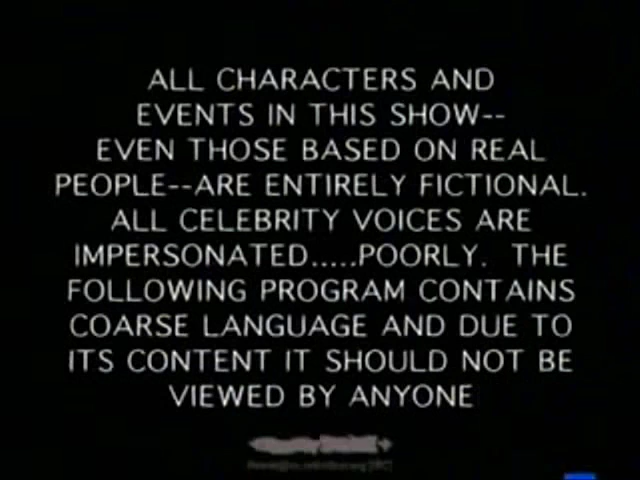 ALL CHARACTERS AND
EVENTS IN THIS SHOW--
EVEN THOSE BASED ON REAL
PEOPLE--ARE ENTIRELY FICTIONAL.
ALL CELEBRITY VOICES ARE
IMPERSONATED.....POORLY. THE
FOLLOWING PROGRAM CONTAINS
COARSE LANGUAGE AND DUE TO
ITS CONTENT IT SHOULD NOT BE
VIEWED BY ANYONE